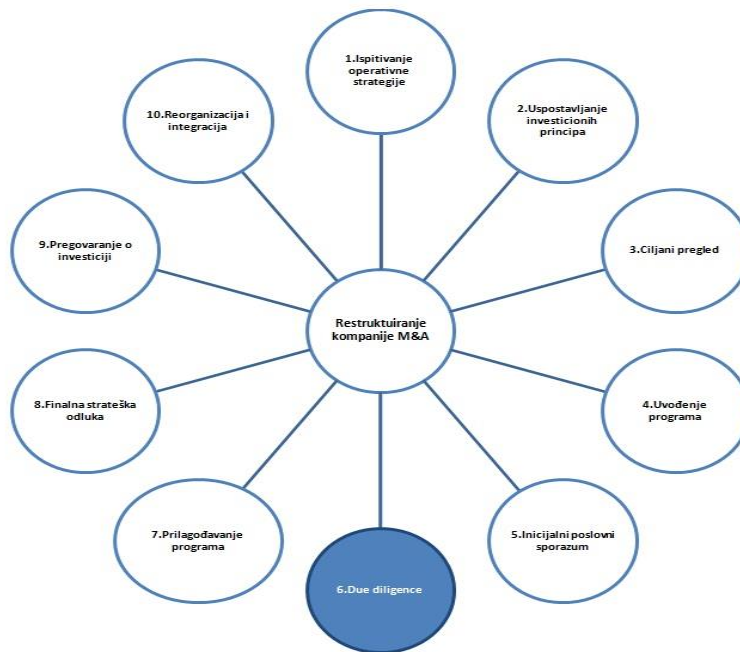 1.Ispitivanje
operativne
strategije
2.Uspostavljanje
investicionih
principa
3.Ciljani pregled
4.Uvođenje
programa
5.Inicijalni poslovni
sporazum
6.Due diligence
7.Prilagođavanje
programa
8.Finalna strateška
odluka
9.Pregovaranje o
investiciji
10.Reorganizacija i
integracija
Restruktuiranje
kompanije M&A